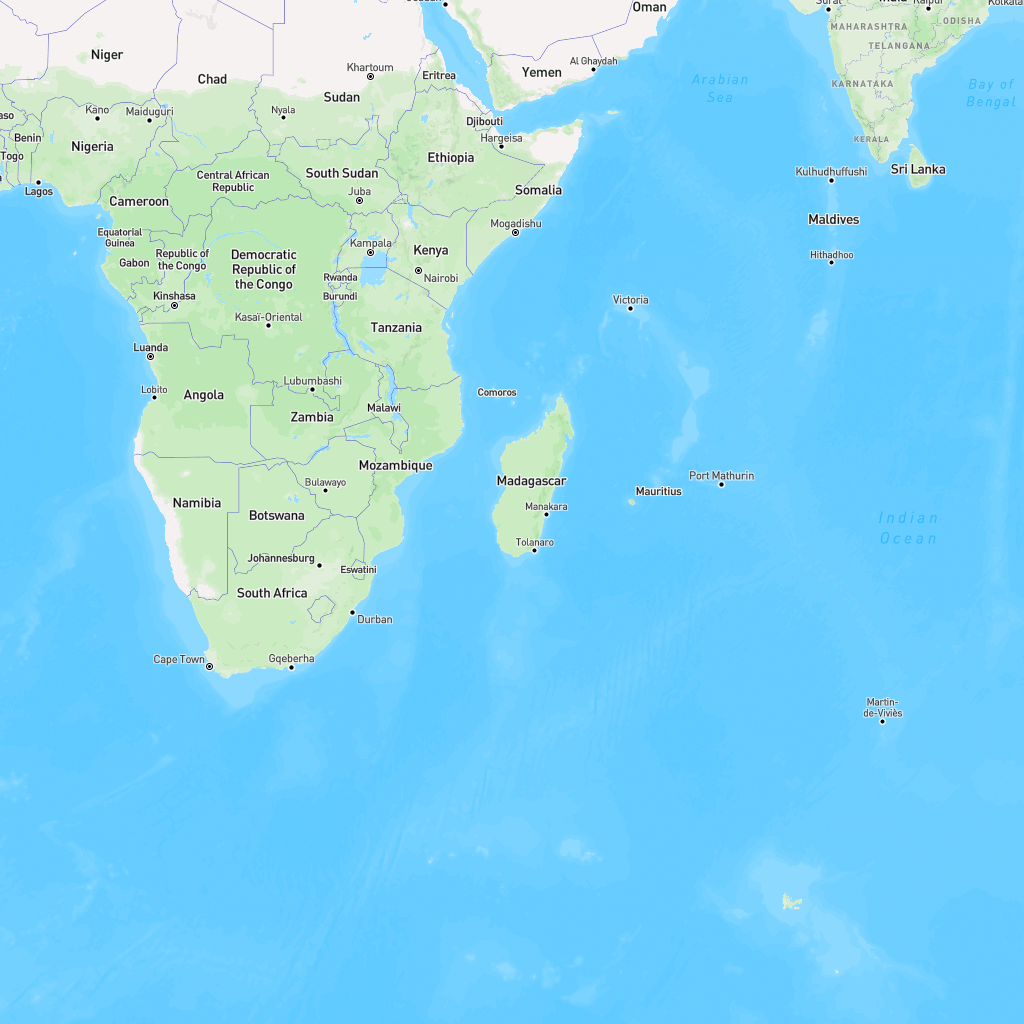 Oman
Surat
India
Raipur
Kolkata
ODISHA
MAHARASHTRA
TELANGANA
Niger
Chad
Khartoum
Eritrea
Yemen
Al Ghaydah
Arabian
Sea
KARNATAKA
Bay of
Bengal
Sudan
Kano
Maiduguri
Nyala
Djibouti
Hargeisa
Benin
Togo
Nigeria
KERALA
Ethiopia
South Sudan
Central African
Republic
Juba
Somalia
Kulhudhuffushi
Sri Lanka
Lagos
Cameroon
Maldives
Mogadishu
Equatorial
Guinea
Kampala
Kenya
Republic of
the Congo
Gabon
Democratic
Republic of
the Congo
Hithadhoo
Nairobi
Rwanda
Burundi
Kinshasa
Victoria
Kasaï-Oriental
Tanzania
Luanda
Lubumbashi
Lobito
Angola
Comoros
Malawi
Zambia
Mozambique
Madagascar
Port Mathurin
Mauritius
Bulawayo
Namibia
Botswana
Manakara
Indian
Ocean
Tolanaro
Johannesburg
Eswatini
South Africa
Durban
Cape Town
Gqeberha
Martin-
de-Viviès